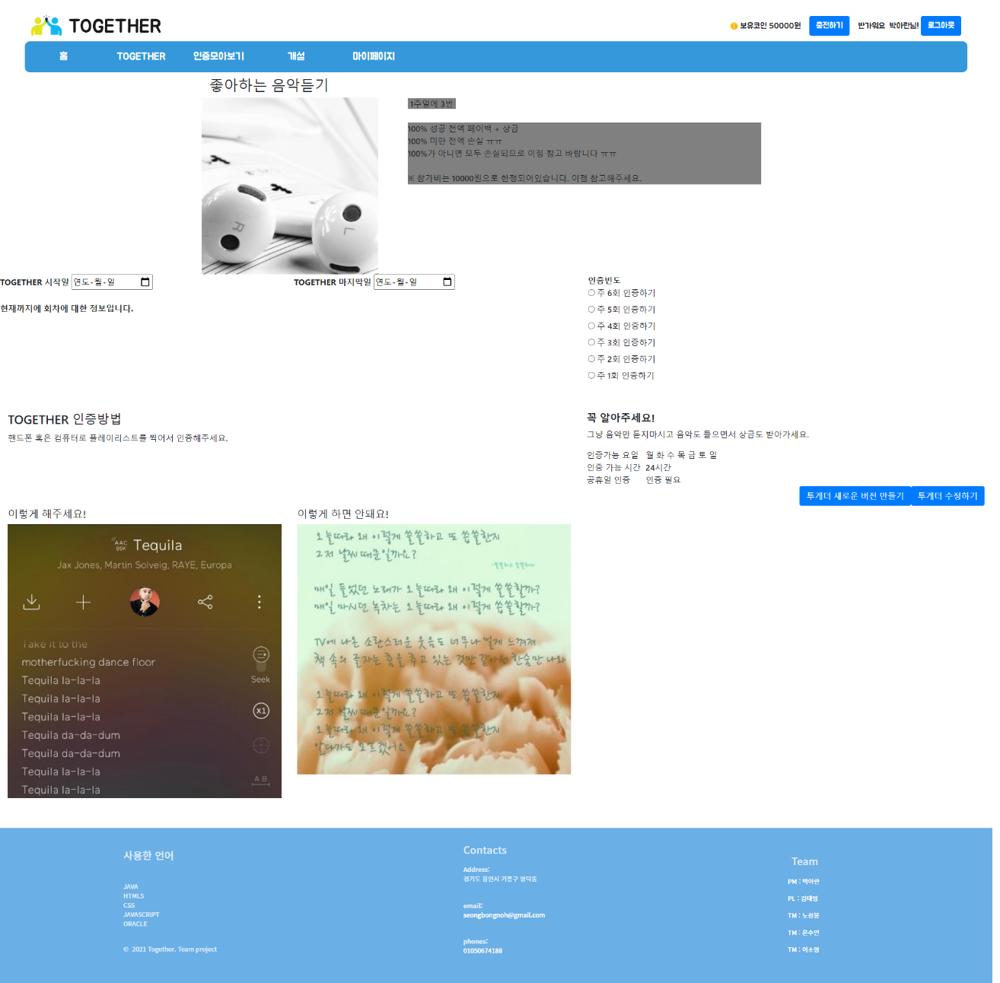 TOGETHER
보유코인 50000원 충전하기 반가워요 박아란님! 로그아웃
홈 TOGETHER 인증모아보기 개설 마이페이지
좋아하는 음악듣기
1주일에 3번
100% 성공 전액 페이백 + 상금
100% 미만 전액 손실 ㅠㅠ
100%가 아니면 모두 손실되므로 이점 참고 바랍니다 ㅠㅠ
※ 참가비는 10000원으로 한정되어있습니다. 이점 참고해주세요.
R
L
TOGETHER 시작일 연도-월-일
TOGETHER 마지막일 연도-월-일
현재까지에 회차에 대한 정보입니다.
인증빈도
주 6회 인증하기
주 5회 인증하기
주 4회 인증하기
주 3회 인증하기
주 2회 인증하기
주 1회 인증하기
TOGETHER 인증방법
핸드폰 혹은 컴퓨터로 플레이리스트를 찍어서 인증해주세요.
꼭 알아주세요!
그냥 음악만 듣지마시고 음악도 들으면서 상금도 받아가세요.
인증가능 요일 월 화 수 목 금 토 일
인증 가능 시간 24시간
공휴일 인증 인증 필요
투게더 새로운 버전 만들기 투게더 수정하기
이렇게 해주세요!
AAC
96K
Tequila
Jax Jones, Martin Solveig, RAYE, Europa
Take it to the
motherfucking dance floor
Tequila la-la-la
Tequila la-la-la
Tequila la-la-la
Tequila da-da-dum
Tequila da-da-dum
Tequila la-la-la
Tequila la-la-la
Seek
X1
A B
이렇게 하면 안돼요!
오늘따라 왜 이렇게 쓸쓸하고 또 씁쓸한지
그저 날씨 때문일까요?
매일 들었던 노래가 오늘따라 왜 이렇게 쓸쓸할까?
매일 마시던 녹차는 오늘따라 왜 이렇게 씁쓸할까?
TV에 나온 소란스러운 웃음도 너무나 멀게 느껴져
책 속의 글자는 춤을 추고 있는 것만 같아서 한숨만 나와
오늘따라 왜 이렇게 쓸쓸하고 또 씁쓸한지
그저 날씨 때문일까요?
오늘따라 왜 이렇게 쓸쓸하고 또 씁쓸한지
알다가도 모르겠어요
사용한 언어
JAVA
HTML5
CSS
JAVASCRIPT
ORACLE
© 2021 Together. Team project
Contacts
Address:
경기도 용인시 기흥구 영덕동
email:
seongbongnoh@gmail.com
phones:
01050674188
Team
PM : 박아란
PL : 김태영
TM : 노성봉
TM : 온수연
TM : 이소영